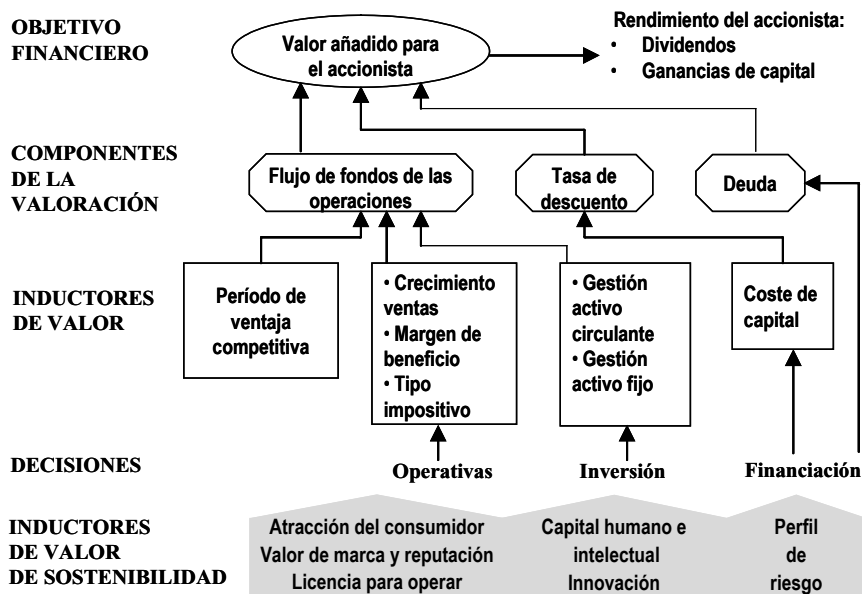 OBJETIVO
FINANCIERO
Valor añadido para
el accionista
Rendimiento del accionista:
• Dividendos
• Ganancias de capital
COMPONENTES
DE LA
VALORACIÓN
Flujo de fondos de las
operaciones
Tasa de
descuento
Deuda
INDUCTORES
DE VALOR
Período de
ventaja
competitiva
• Crecimiento
ventas
• Margen de
beneficio
• Tipo
impositivo
• Gestión
activo
circulante
• Gestión
activo fijo
Coste de
capital
DECISIONES
Operativas
Inversión
Financiación
INDUCTORES
DE VALOR
DE SOSTENIBILIDAD
Atracción del consumidor
Valor de marca y reputación
Licencia para operar
Capital humano e
intelectual
Innovación
Perfil
de
riesgo